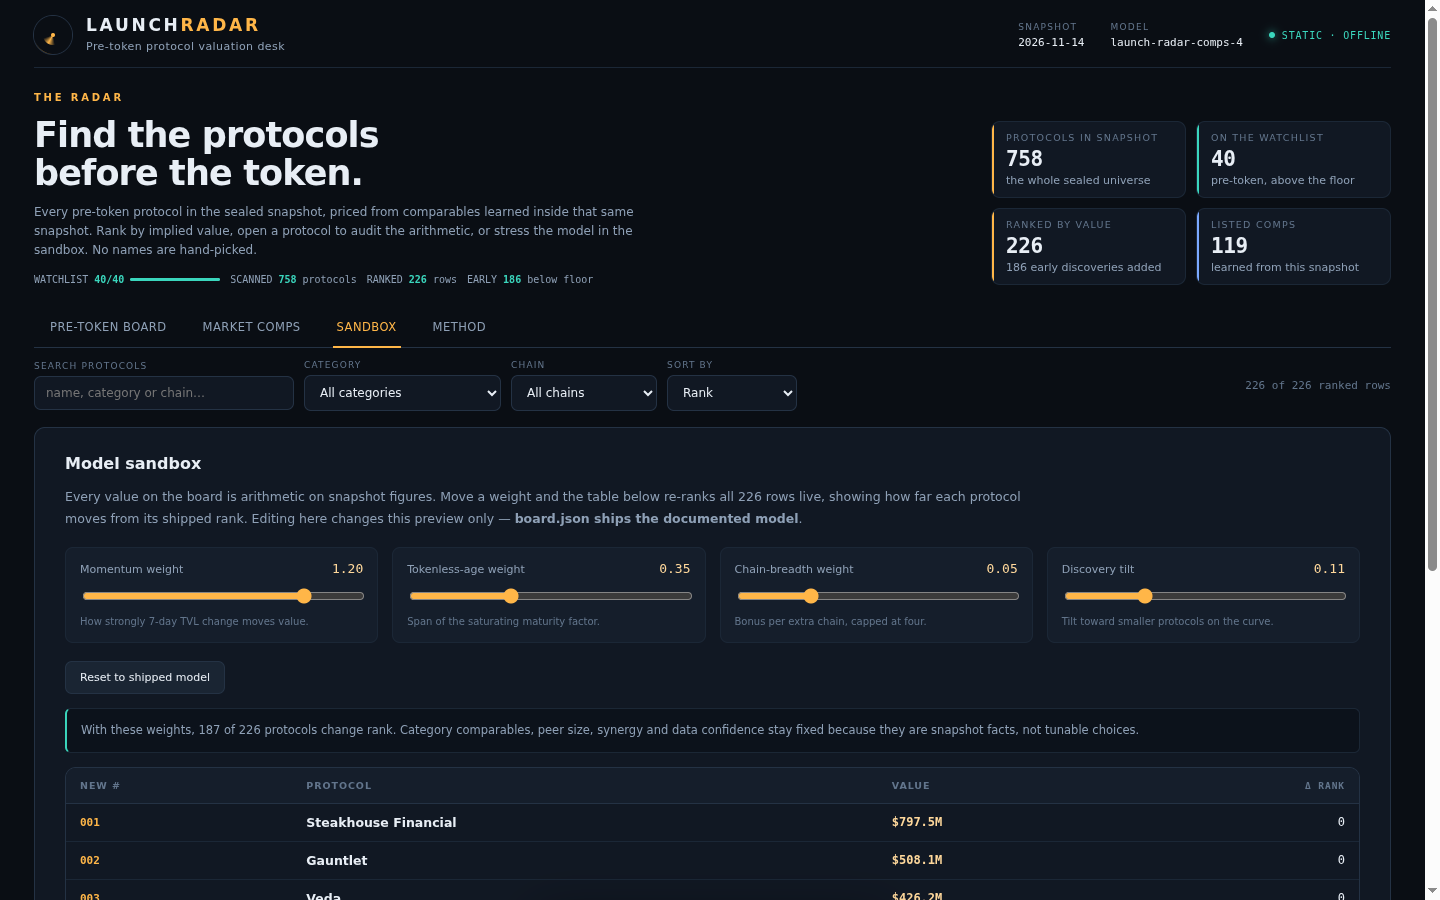 LAUNCHRADAR
Pre-token protocol valuation desk
SNAPSHOT
2026-11-14
MODEL
launch-radar-comps-4
STATIC · OFFLINE
THE RADAR
Find the protocols
before the token.
Every pre-token protocol in the sealed snapshot, priced from comparables learned inside that same
snapshot. Rank by implied value, open a protocol to audit the arithmetic, or stress the model in the
sandbox. No names are hand-picked.
WATCHLIST 40/40 SCANNED 758 protocols RANKED 226 rows EARLY 186 below floor
PROTOCOLS IN SNAPSHOT
758
the whole sealed universe
ON THE WATCHLIST
40
pre-token, above the floor
RANKED BY VALUE
226
186 early discoveries added
LISTED COMPS
119
learned from this snapshot
PRE-TOKEN BOARD MARKET COMPS SANDBOX METHOD
SEARCH PROTOCOLS
name, category or chain...
CATEGORY
All categories
CHAIN
All chains
SORT BY
Rank
226 of 226 ranked rows
Model sandbox
Every value on the board is arithmetic on snapshot figures. Move a weight and the table below re-ranks all 226 rows live, showing how far each protocol
moves from its shipped rank. Editing here changes this preview only — board.json ships the documented model.
Momentum weight 1.20
How strongly 7-day TVL change moves value.
Tokenless-age weight 0.35
Span of the saturating maturity factor.
Chain-breadth weight 0.05
Bonus per extra chain, capped at four.
Discovery tilt 0.11
Tilt toward smaller protocols on the curve.
Reset to shipped model
With these weights, 187 of 226 protocols change rank. Category comparables, peer size, synergy and data confidence stay fixed because they are snapshot facts, not tunable choices.
NEW # PROTOCOL VALUE Δ RANK
001 Steakhouse Financial $797.5M 0
002 Gauntlet $508.1M 0
003 Veda $426.2M 0